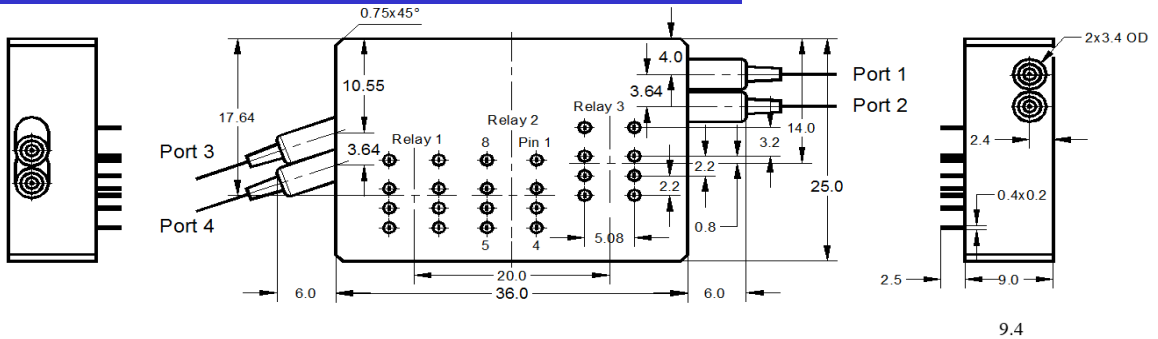 0.75x45°
2x3.4 OD
4.0
Port 1
10.55
3.64
Port 2
Relay 3
17.64
Relay 2
14.0
Relay 1
8
Pin 1
3.2
2.4
Port 3
3.64
2.2
2.2
25.0
0.4x0.2
Port 4
0.8
5
4
5.08
20.0
2.5
9.0
6.0
36.0
6.0
9.4